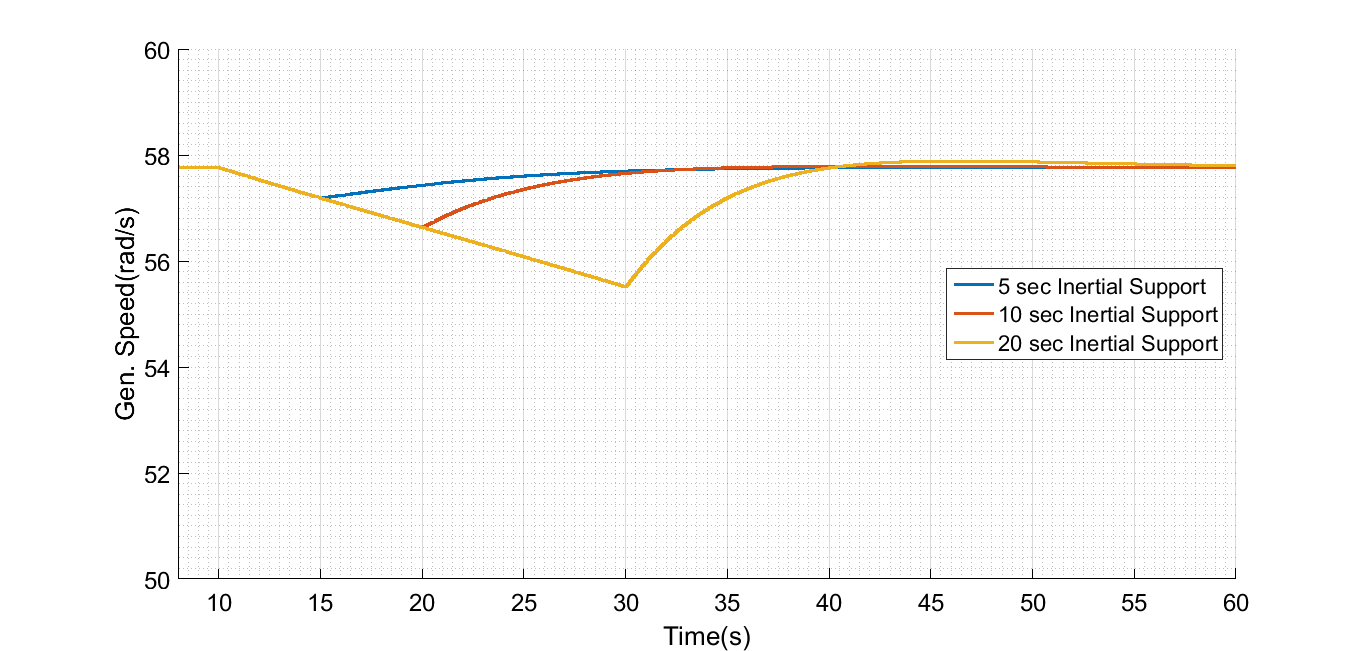 60
58
56
54
52
50
Gen. Speed(rad/s)
5 sec Inertial Support
10 sec Inertial Support
20 sec Inertial Support
10 15 20 25 30 35 40 45 50 55 60
Time(s)